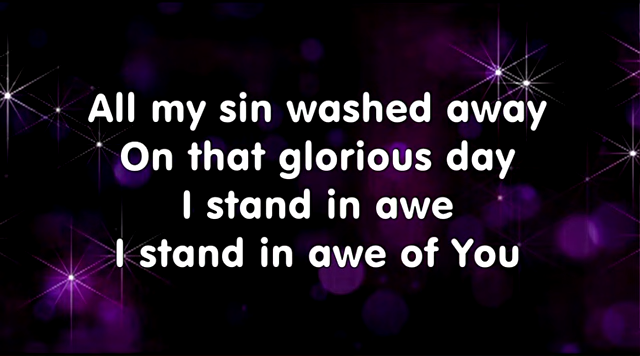 All my sin washed away
On that glorious day
I stand in awe
I stand in awe of You